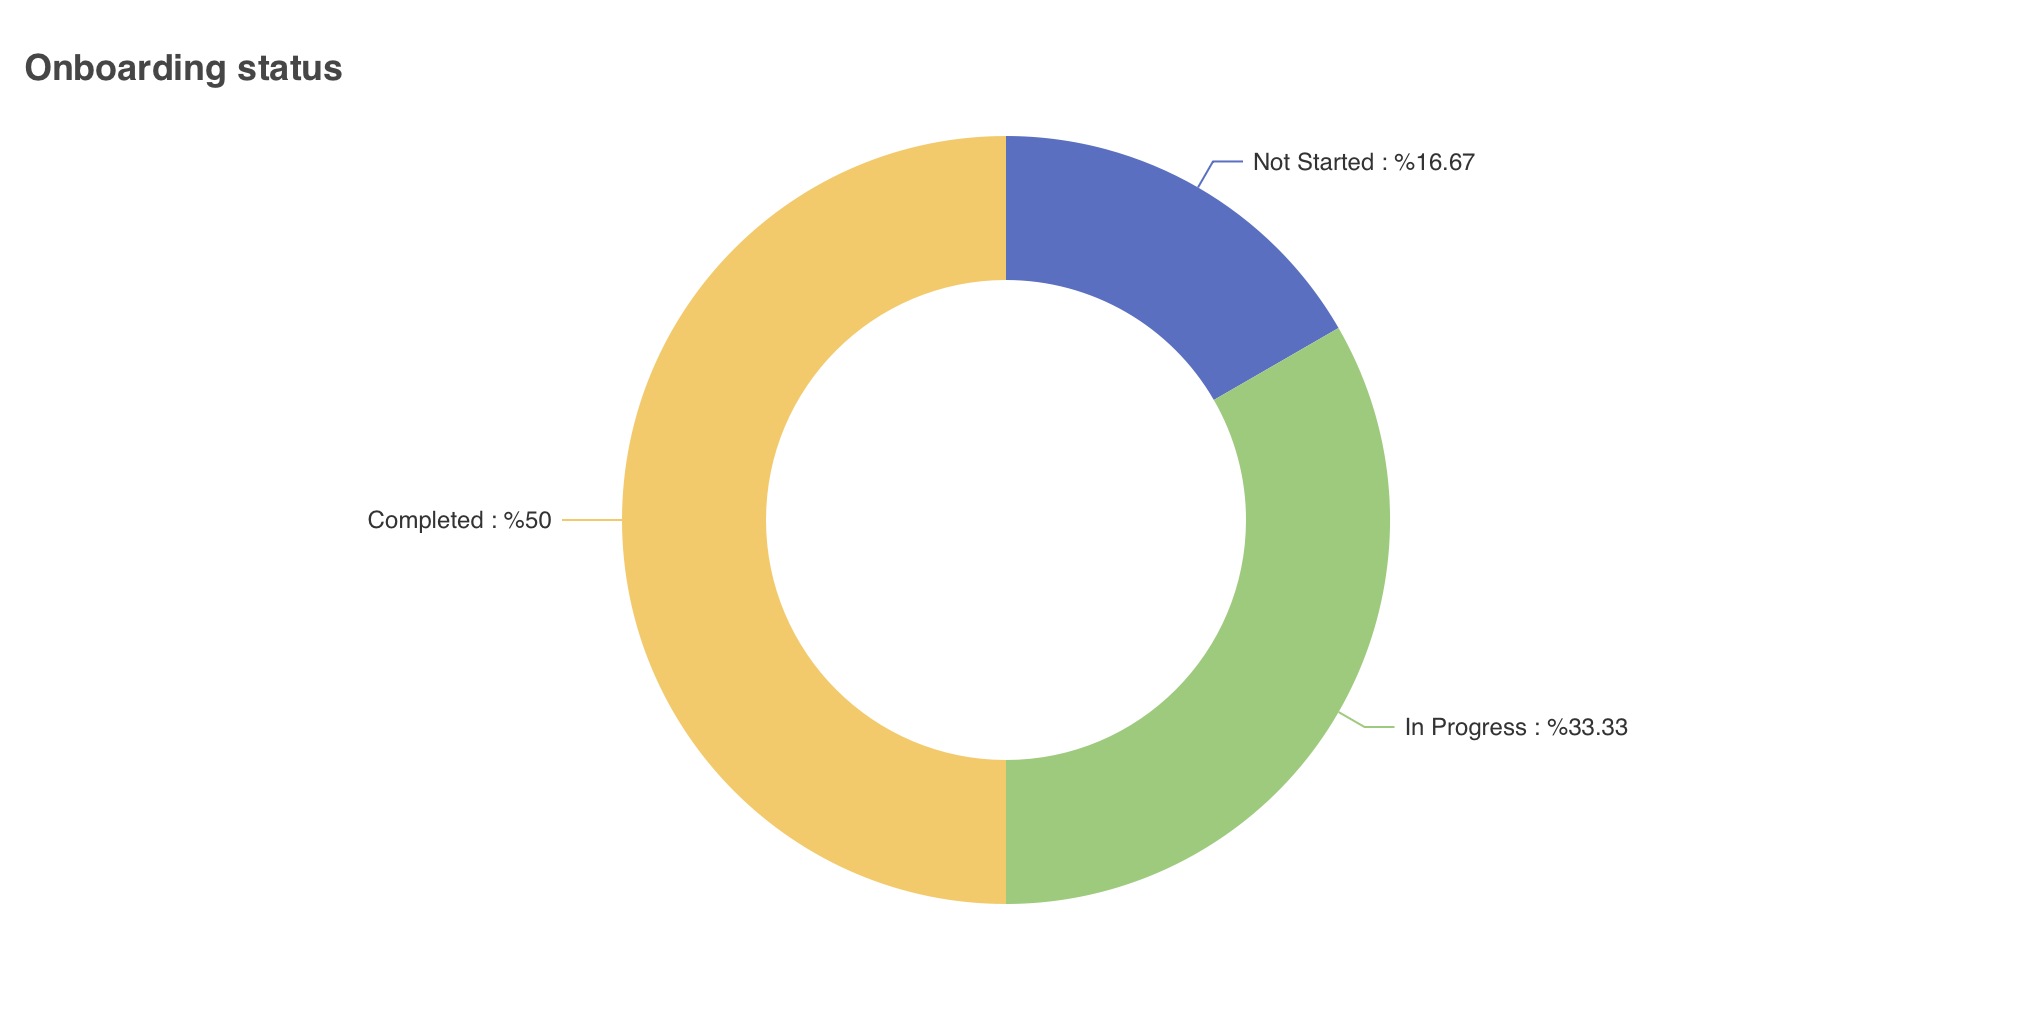 Onboarding status
Not Started : %16.67
Completed : %50
In Progress : %33.33